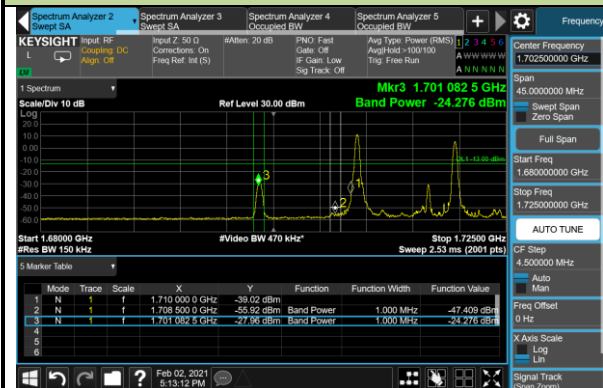 Spectrum Analyzer 2
Swept SA
Spectrum Analyzer 3
Swept SA
Spectrum Analyzer 4
Occupied BW
Spectrum Analyzer 5
Occupied BW
+
Frequency
KEYSIGHT
L
Input: RF
Coupling: DC
Align: Off
Input Z: 50 Ω
Corrections: On
Freq Ref: Int (S)
#Atten: 20 dB
PNO: Fast
Gate: Off
IF Gain: Low
Sig Track: Off
Avg Type: Power (RMS)
Avg|Hold >100/100
Trig: Free Run
1 2 3 4 5 6
A W W W W W
A N N N N N
1 Spectrum
Scale/Div 10 dB
Ref Level 30.00 dBm
Mkr3 1.701 082 5 GHz
Band Power -24.276 dBm
Log
20.0
10.0
0.00
-10.0
-20.0
-30.0
-40.0
-50.0
-60.0
DL1 -13.00 dBm
3
2
1
Start 1.68000 GHz
#Video BW 470 kHz*
Stop 1.72500 GHz
#Res BW 150 kHz
Sweep 2.53 ms (2001 pts)
5 Marker Table
Mode Trace Scale X Y Function Function Width Function Value
1 N 1 f 1.710 000 0 GHz -39.02 dBm
2 N 1 f 1.708 500 0 GHz -55.92 dBm Band Power 1.000 MHz -47.409 dBm
3 N 1 f 1.701 082 5 GHz -27.96 dBm Band Power 1.000 MHz -24.276 dBm
4
5
6
Center Frequency
1.702500000 GHz
Span
45.0000000 MHz
Swept Span
Zero Span
Full Span
Start Freq
1.680000000 GHz
Stop Freq
1.725000000 GHz
AUTO TUNE
CF Step
4.500000 MHz
Auto
Man
Freq Offset
0 Hz
X Axis Scale
Log
Lin
Signal Track
(Span Zoom)
?
Feb 02, 2021
5:13:12 PM